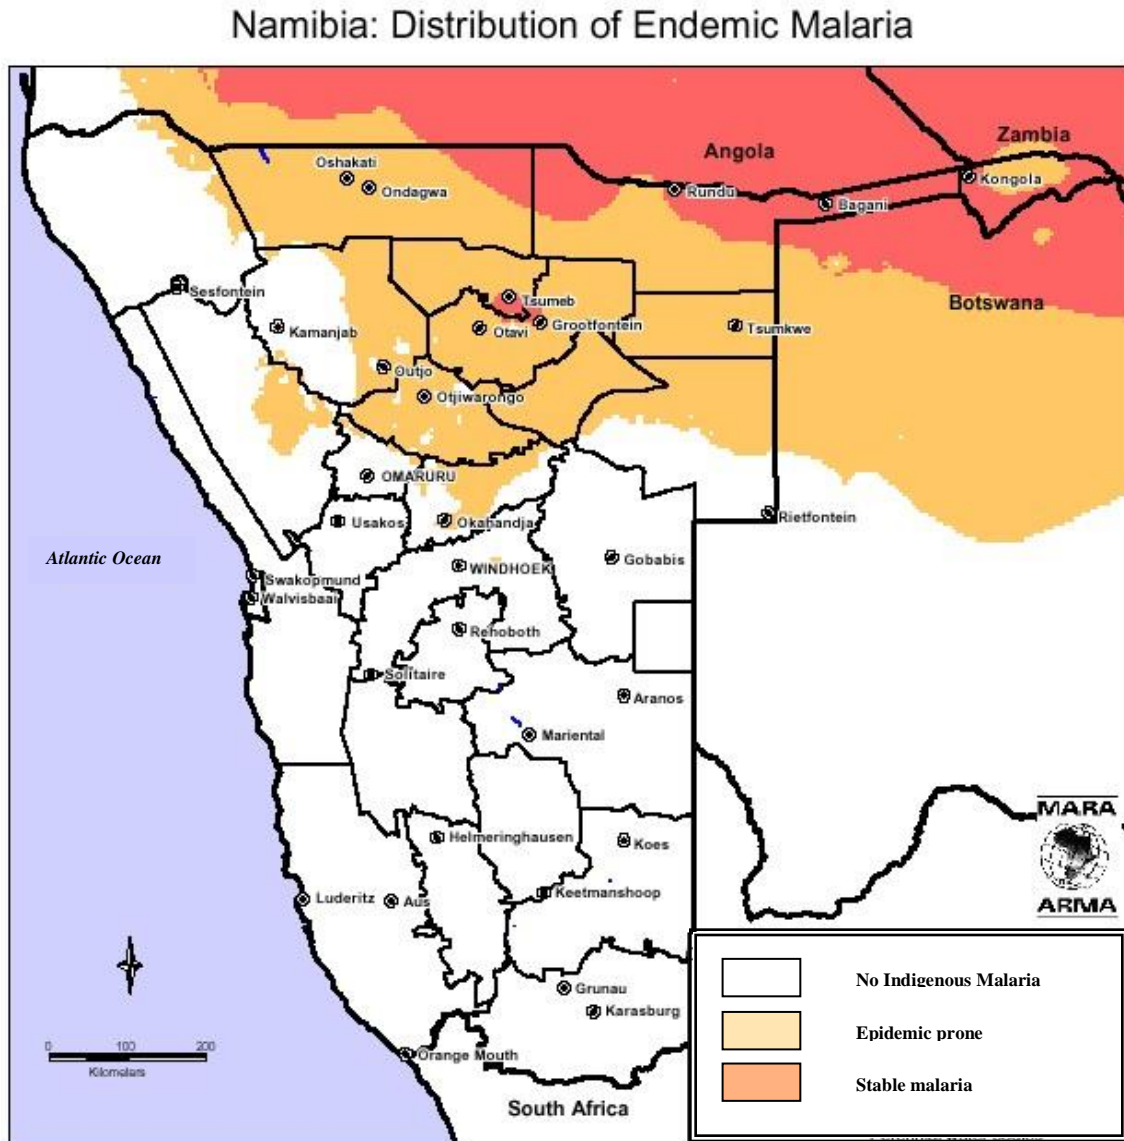 Namibia: Distribution of Endemic Malaria
Zambia
Angola
Oshakati
Ondagwa
Rundu
Kongola
Bagani
Sesfontein
Tsumeb
Botswana
Kamanjab
Otavi
Grootfontein
Tsumkwe
Outjo
Otjiwarongo
OMARURU
Usakos
Okahandja
Rietfontein
Atlantic Ocean
WINDHOEK
Gobabis
Swakopmund
Walvisbaai
Rehoboth
Solitaire
Aranos
Mariental
MARA
Helmeringhausen
Koes
Luderitz
Aus
Keetmanshoop
ARMA
No Indigenous Malaria
Grunau
Karasburg
Epidemic prone
0 100 200
Kilometers
Orange Mouth
Stable malaria
South Africa